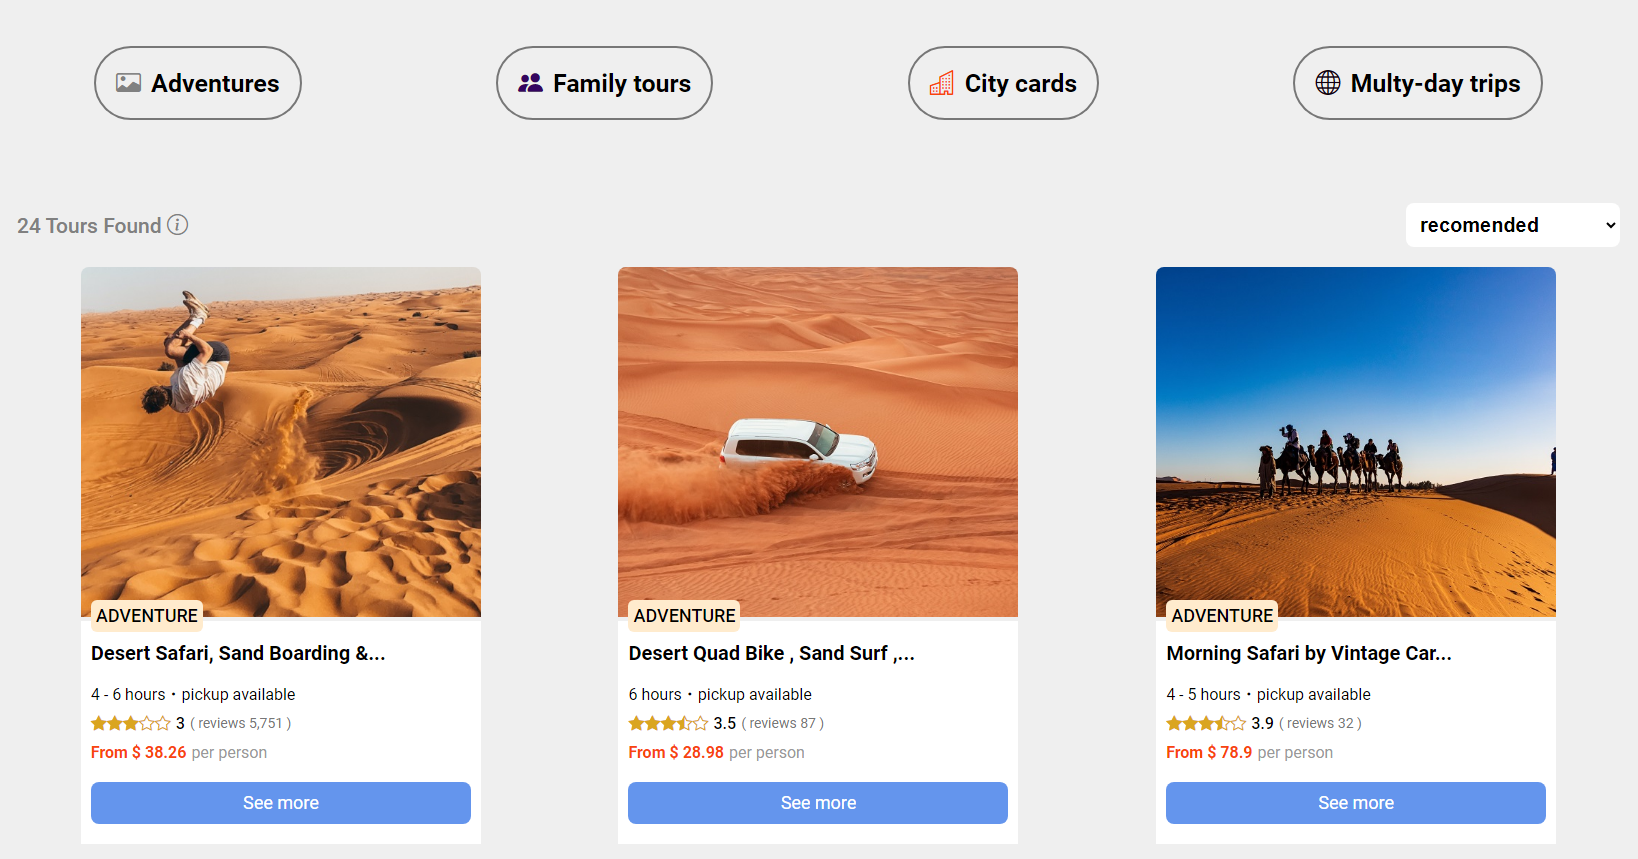 Adventures
Family tours
City cards
Multy-day trips
24 Tours Found
recomended
ADVENTURE
Desert Safari, Sand Boarding &...
4 - 6 hours • pickup available
3 ( reviews 5,751 )
From $ 38.26 per person
See more
ADVENTURE
Desert Quad Bike , Sand Surf ,...
6 hours • pickup available
3.5 ( reviews 87 )
From $ 28.98 per person
See more
ADVENTURE
Morning Safari by Vintage Car...
4 - 5 hours • pickup available
3.9 ( reviews 32 )
From $ 78.9 per person
See more